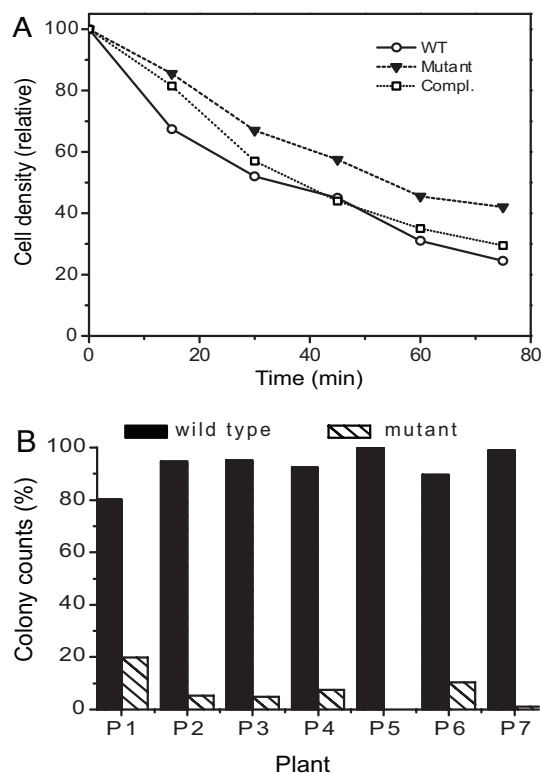 A
100
80
60
40
20
0
Cell density (relative)
WT
Mutant
Compl.
0 20 40 60 80
Time (min)
B
wild type mutant
100
80
60
40
20
0
Colony counts (%)
P1 P2 P3 P4 P5 P6 P7
Plant